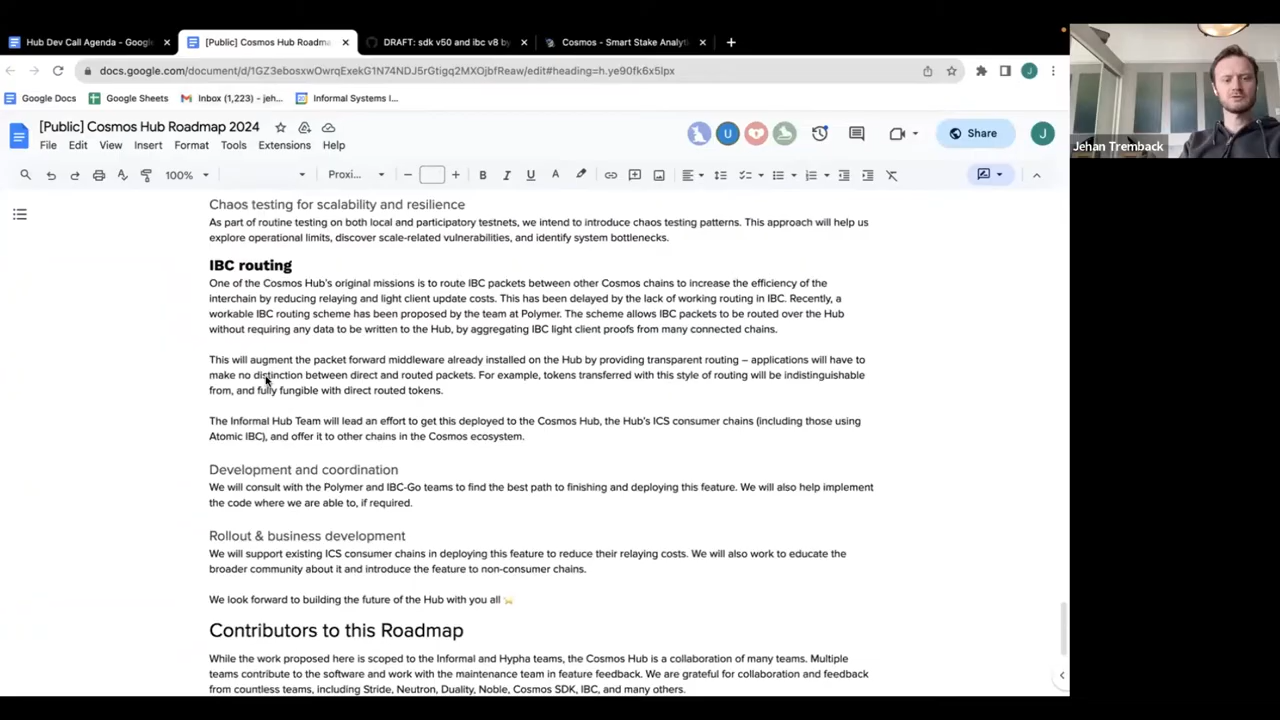 Hub Dev Call Agenda - Googl
[Public] Cosmos Hub Roadma
DRAFT: sdk v50 and ibc v8 by
Cosmos - Smart Stake Analyt
docs.google.com/document/d/1GZ3ebosxwOwrqExekG1N74NDJ5rGtigq2MXOjbfReaw/edit#heading=h.ye90fk6x5lpx
J
Google Docs
Google Sheets
Inbox (1,223) - jeh...
Informal Systems I...
[Public] Cosmos Hub Roadmap 2024
File Edit View Insert Format Tools Extensions Help
U
Share
J
100%
Proxi...
B I U A
Chaos testing for scalability and resilience
As part of routine testing on both local and participatory testnets, we intend to introduce chaos testing patterns. This approach will help us
explore operational limits, discover scale-related vulnerabilities, and identify system bottlenecks.
IBC routing
One of the Cosmos Hub's original missions is to route IBC packets between other Cosmos chains to increase the efficiency of the
interchain by reducing relaying and light client update costs. This has been delayed by the lack of working routing in IBC. Recently, a
workable IBC routing scheme has been proposed by the team at Polymer. The scheme allows IBC packets to be routed over the Hub
without requiring any data to be written to the Hub, by aggregating IBC light client proofs from many connected chains.
This will augment the packet forward middleware already installed on the Hub by providing transparent routing – applications will have to
make no distinction between direct and routed packets. For example, tokens transferred with this style of routing will be indistinguishable
from, and fully fungible with direct routed tokens.
The Informal Hub Team will lead an effort to get this deployed to the Cosmos Hub, the Hub's ICS consumer chains (including those using
Atomic IBC), and offer it to other chains in the Cosmos ecosystem.
Development and coordination
We will consult with the Polymer and IBC-Go teams to find the best path to finishing and deploying this feature. We will also help implement
the code where we are able to, if required.
Rollout & business development
We will support existing ICS consumer chains in deploying this feature to reduce their relaying costs. We will also work to educate the
broader community about it and introduce the feature to non-consumer chains.
We look forward to building the future of the Hub with you all
Contributors to this Roadmap
While the work proposed here is scoped to the Informal and Hypha teams, the Cosmos Hub is a collaboration of many teams. Multiple
teams contribute to the software and work with the maintenance team in feature feedback. We are grateful for collaboration and feedback
from countless teams, including Stride, Neutron, Duality, Noble, Cosmos SDK, IBC, and many others.
Jehan Tremback